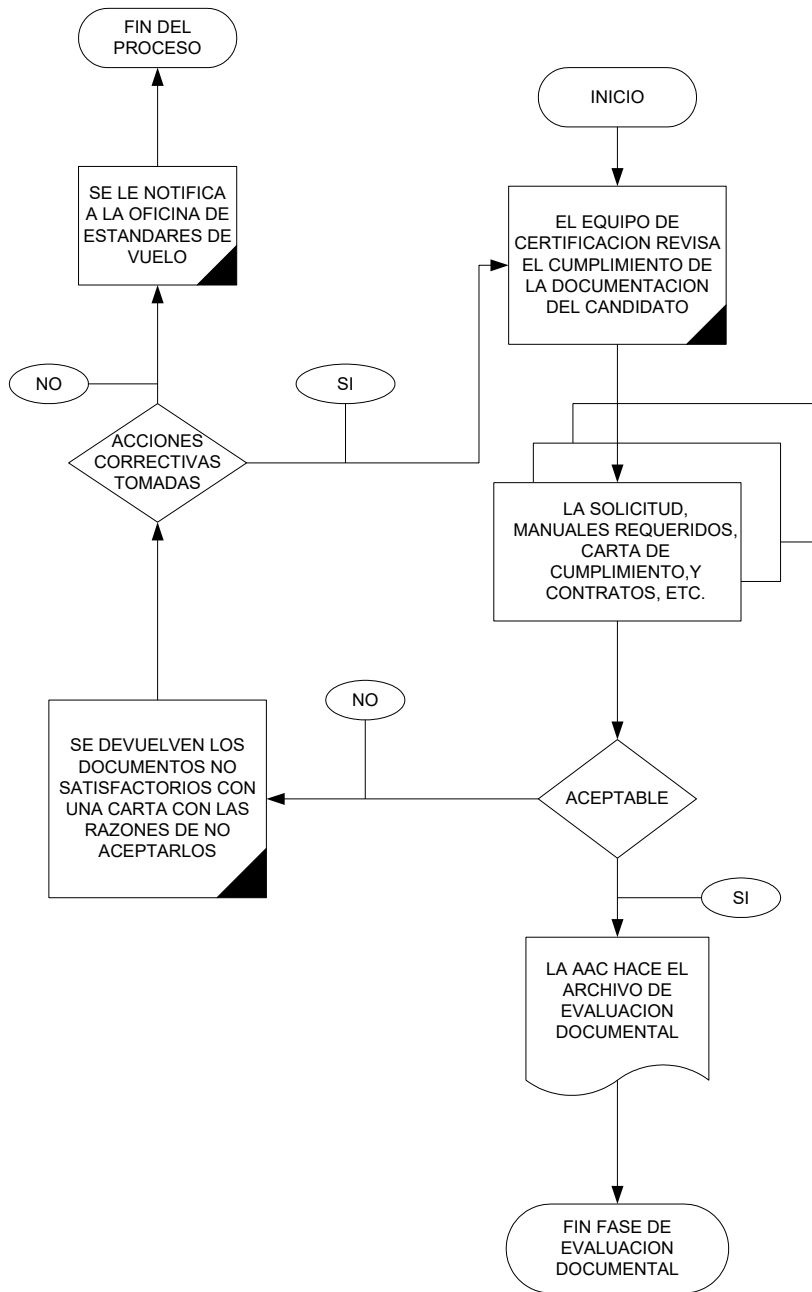 FIN DEL
PROCESO
INICIO
SE LE NOTIFICA
A LA OFICINA DE
ESTANDARES DE
VUELO
EL EQUIPO DE
CERTIFICACION REVISA
EL CUMPLIMIENTO DE
LA DOCUMENTACION
DEL CANDIDATO
NO
SI
ACCIONES
CORRECTIVAS
TOMADAS
LA SOLICITUD,
MANUALES REQUERIDOS,
CARTA DE
CUMPLIMIENTO,Y
CONTRATOS, ETC.
NO
SE DEVUELVEN LOS
DOCUMENTOS NO
SATISFACTORIOS CON
UNA CARTA CON LAS
RAZONES DE NO
ACEPTARLOS
ACEPTABLE
SI
LA AAC HACE EL
ARCHIVO DE
EVALUACION
DOCUMENTAL
FIN FASE DE
EVALUACION
DOCUMENTAL